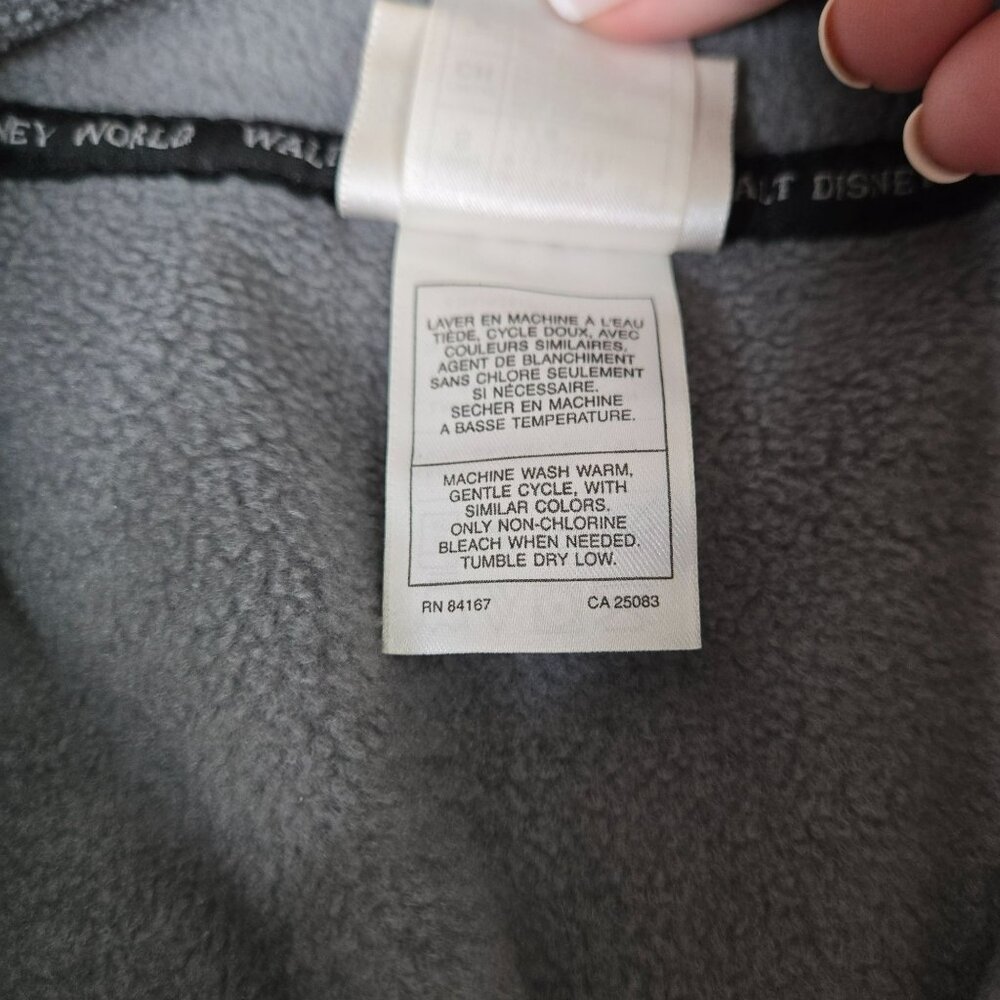 WORLD WALT
DISNEY
LAVER EN MACHINE À L'EAU
TIÈDE, CYCLE DOUX, AVEC
COULEURS SIMILAIRES.
AGENT DE BLANCHIMENT
SANS CHLORE SEULEMENT
SI NÉCESSAIRE.
SECHER EN MACHINE
A BASSE TEMPERATURE.
MACHINE WASH WARM,
GENTLE CYCLE, WITH
SIMILAR COLORS.
ONLY NON-CHLORINE
BLEACH WHEN NEEDED.
TUMBLE DRY LOW.
RN 84167 CA 25083